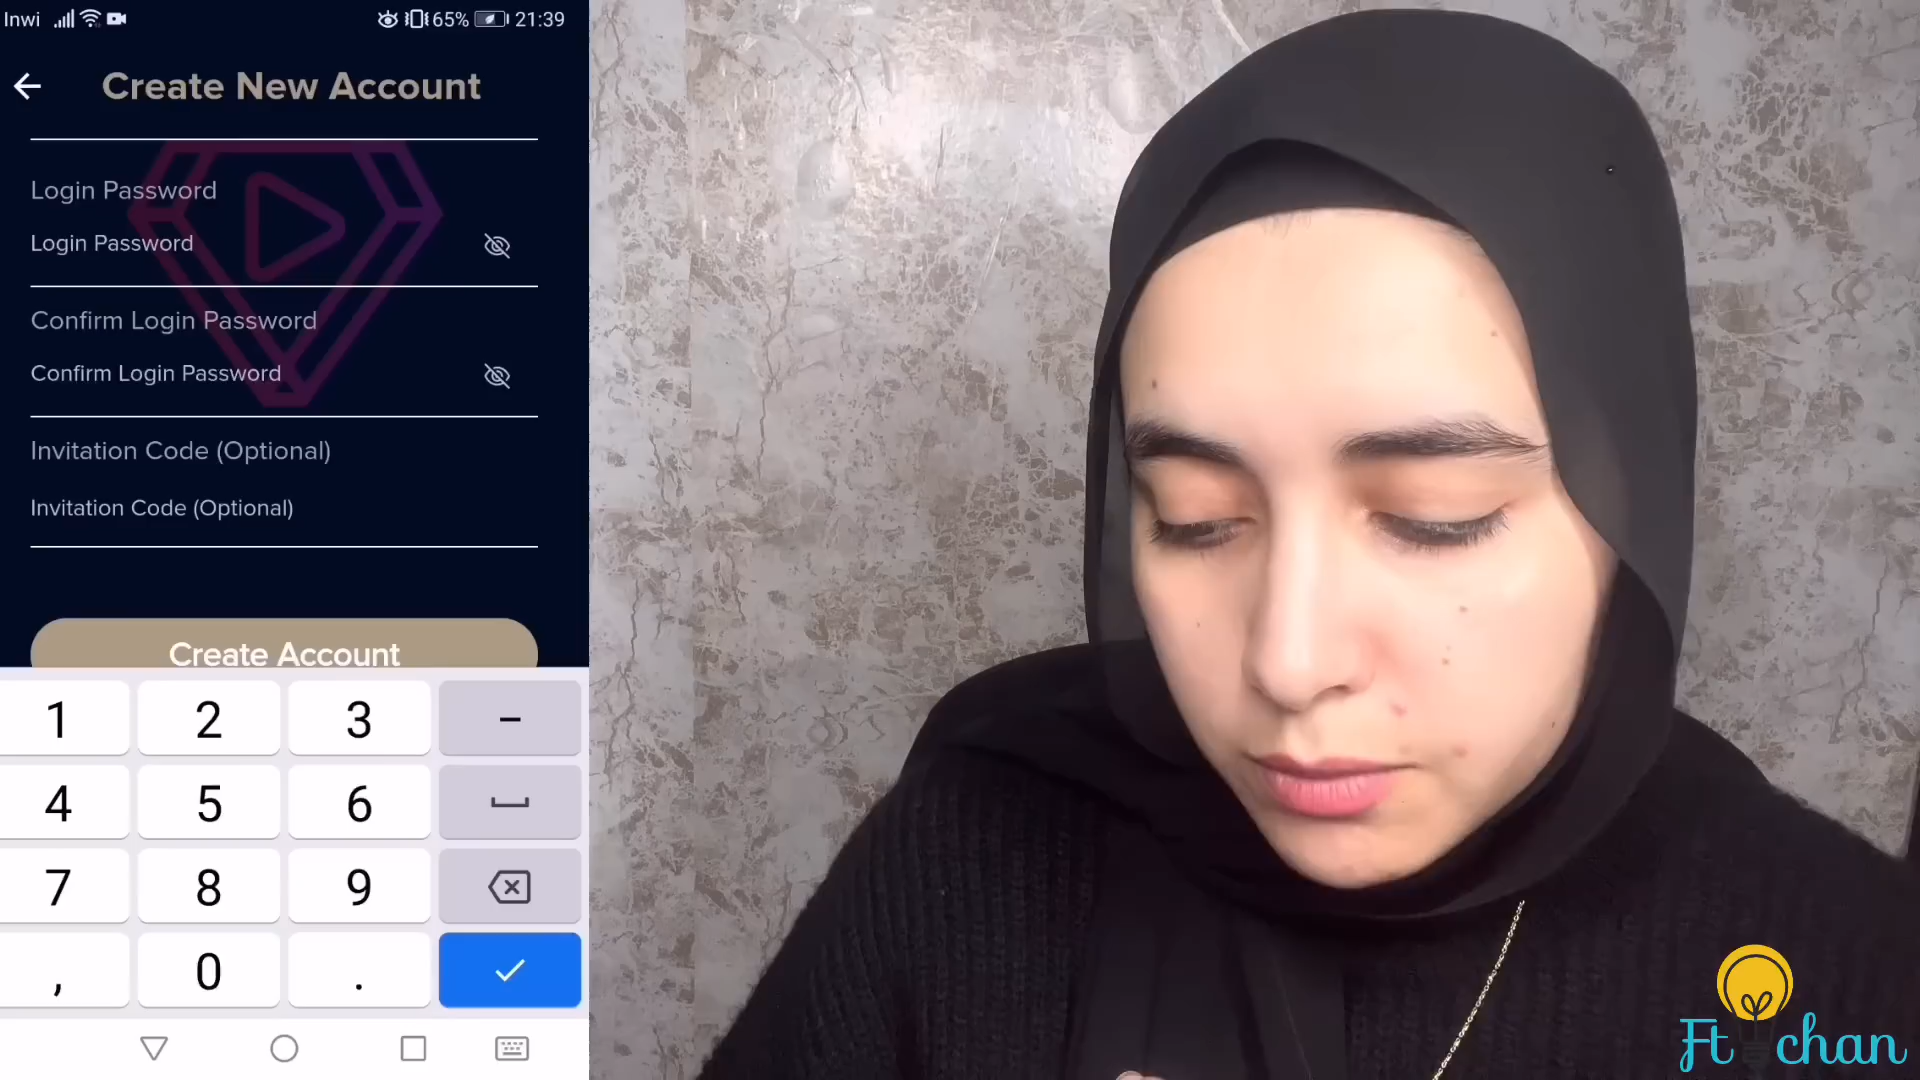 Inwi 65% 21:39
Create New Account
Login Password
Login Password
Confirm Login Password
Confirm Login Password
Invitation Code (Optional)
Invitation Code (Optional)
Create Account
1 2 3 -
4 5 6
7 8 9
, 0 .
Ft chan